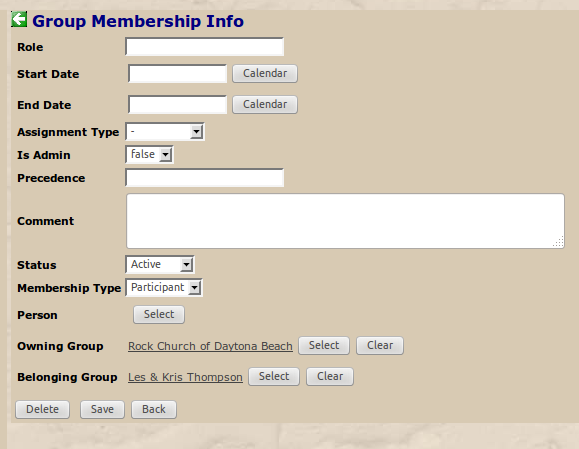 Group Membership Info
Role
Start Date Calendar
End Date Calendar
Assignment Type -
Is Admin false
Precedence
Comment
Status Active
Membership Type Participant
Person Select
Owning Group Rock Church of Daytona Beach Select Clear
Belonging Group Les & Kris Thompson Select Clear
Delete Save Back